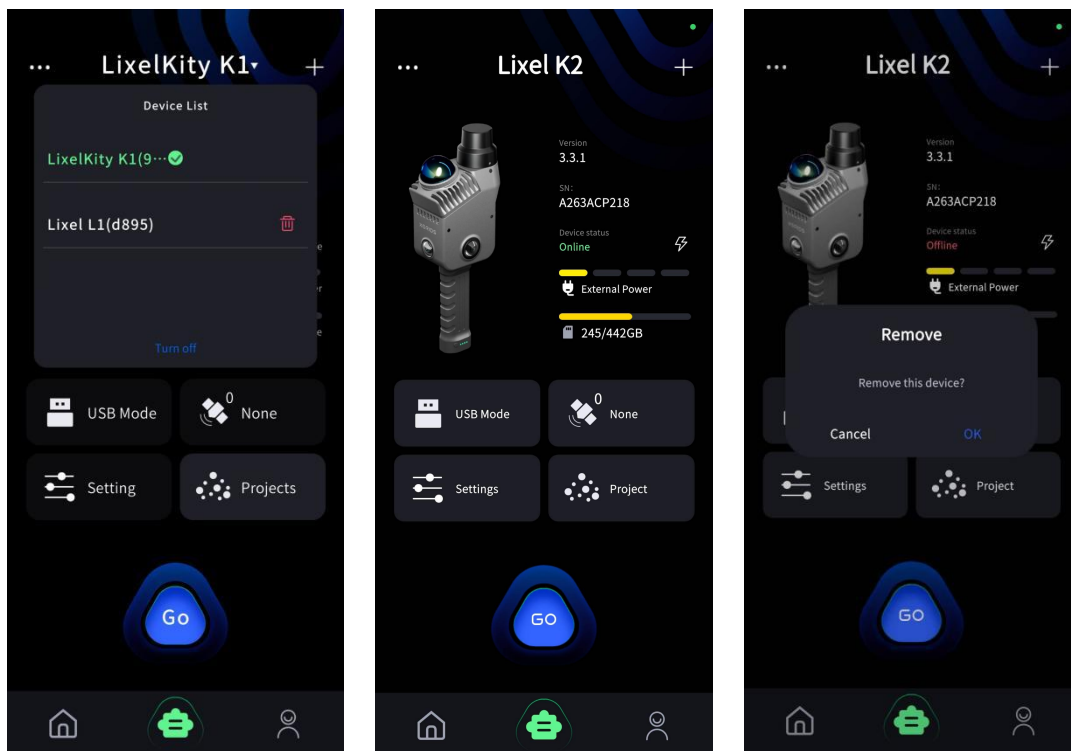 LixelKity K1
Device List
LixelKity K1(9···
Lixel L1(d895)
Turn off
USB Mode
0
None
Setting
Projects
Go
Lixel K2
Version
3.3.1
SN:
A263ACP218
Device status
Online
External Power
245/442GB
USB Mode
0
None
Settings
Project
GO
Lixel K2
Version
3.3.1
SN:
A263ACP218
Device status
Offline
External Power
Remove
Remove this device?
Cancel
OK
Settings
Project
GO